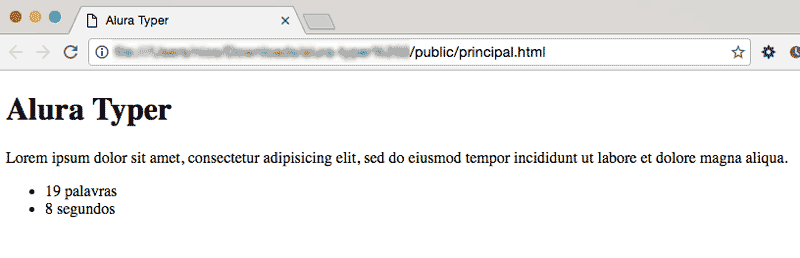 Alura Typer
/public/principal.html
Alura Typer
Lorem ipsum dolor sit amet, consectetur adipisicing elit, sed do eiusmod tempor incididunt ut labore et dolore magna aliqua.
19 palavras
8 segundos